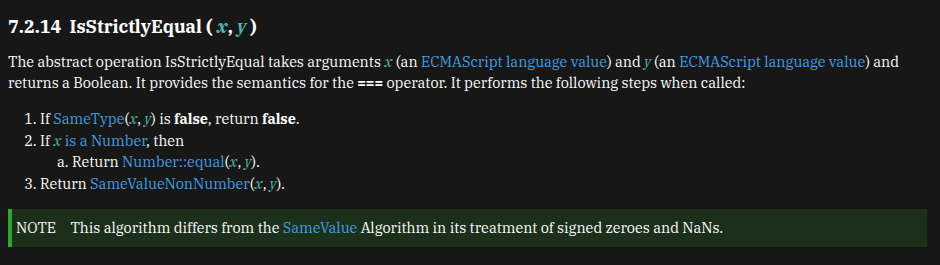 7.2.14 IsStrictlyEqual ( x, y )
The abstract operation IsStrictlyEqual takes arguments x (an ECMAScript language value) and y (an ECMAScript language value) and
returns a Boolean. It provides the semantics for the === operator. It performs the following steps when called:
1. If SameType(x, y) is false, return false.
2. If x is a Number, then
a. Return Number::equal(x, y).
3. Return SameValueNonNumber(x, y).
NOTE This algorithm differs from the SameValue Algorithm in its treatment of signed zeroes and NaNs.